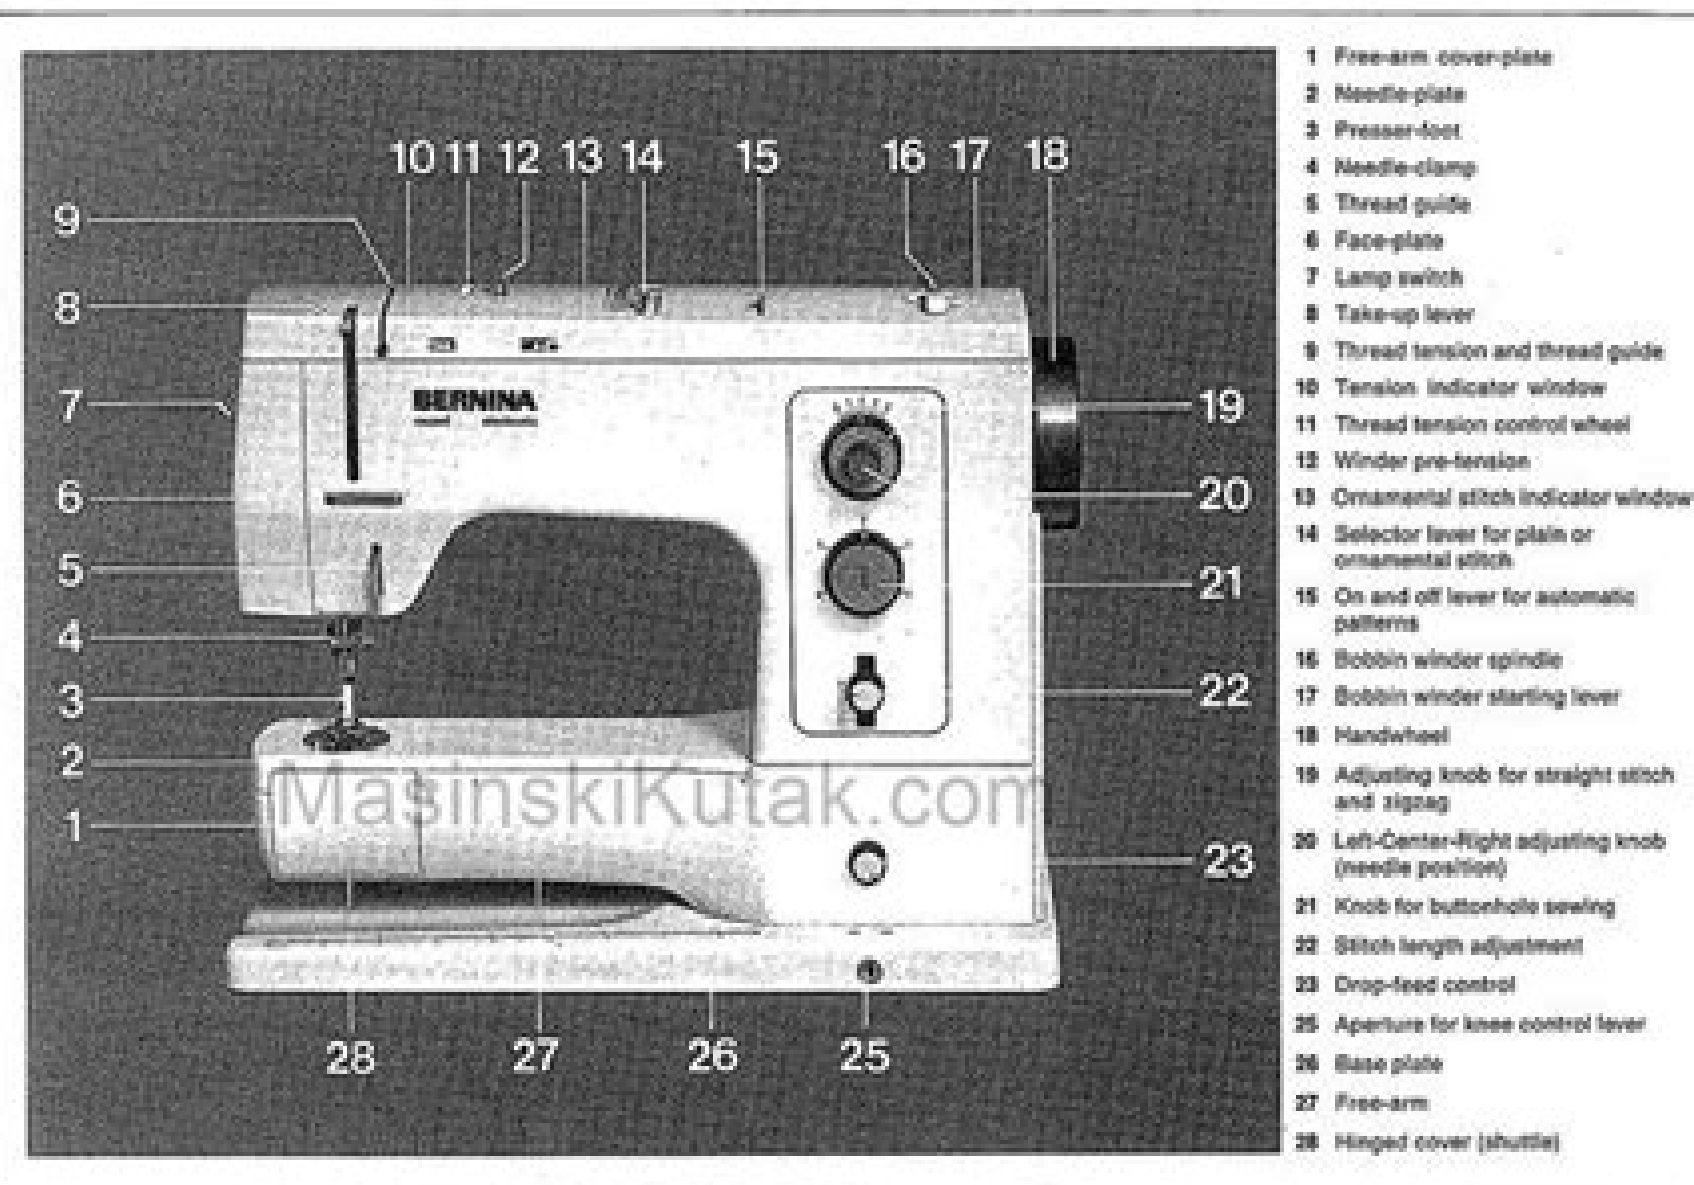 10 11 12 13 14 15 16 17 18
9
8
7
6
5
4
3
2
1
BERNINA
19
20
21
22
23
MasinskiKutak.com
28 27 26 25
1 Free-arm cover-plate
2 Needle-plate
3 Presser-foot
4 Needle-clamp
5 Thread guide
6 Face-plate
7 Lamp switch
8 Take-up lever
9 Thread tension and thread guide
10 Tension indicator window
11 Thread tension control wheel
12 Winder pre-tension
13 Ornamental stitch indicator window
14 Selector lever for plain or
ornamental stitch
15 On and off lever for automatic
patterns
16 Bobbin winder spindle
17 Bobbin winder starting lever
18 Handwheel
19 Adjusting knob for straight stitch
and zigzag
20 Left-Center-Right adjusting knob
(needle position)
21 Knob for buttonhole sewing
22 Stitch length adjustment
23 Drop-feed control
25 Aperture for knee control lever
26 Base plate
27 Free-arm
28 Hinged cover (shuttle)